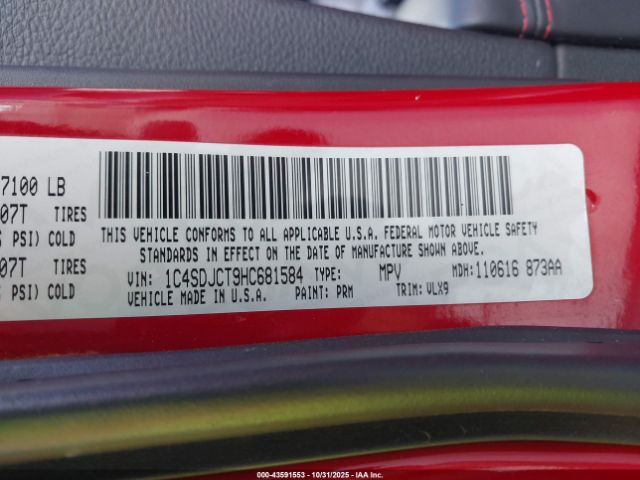 7100 LB
07T TIRES
PSI) COLD
07T TIRES
PSI) COLD
THIS VEHICLE CONFORMS TO ALL APPLICABLE U.S.A. FEDERAL MOTOR VEHICLE SAFETY
STANDARDS IN EFFECT ON THE DATE OF MANUFACTURE SHOWN ABOVE.
VIN: 1C4SDJCT9HC681584 TYPE: MPV MDH: 110616 873AA
VEHICLE MADE IN U.S.A. PAINT: PRM TRIM: VLX9
00-43591553 | 10/31/2025 - IAA Inc. |